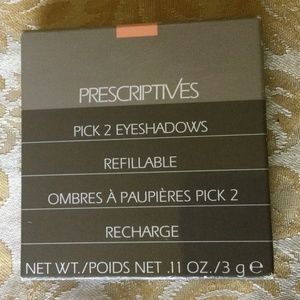 PRESCRIPTIVES
PICK 2 EYESHADOWS
REFILLABLE
OMBRES À PAUPIÈRES PICK 2
RECHARGE
NET WT./POIDS NET .11 OZ./3 g ℮